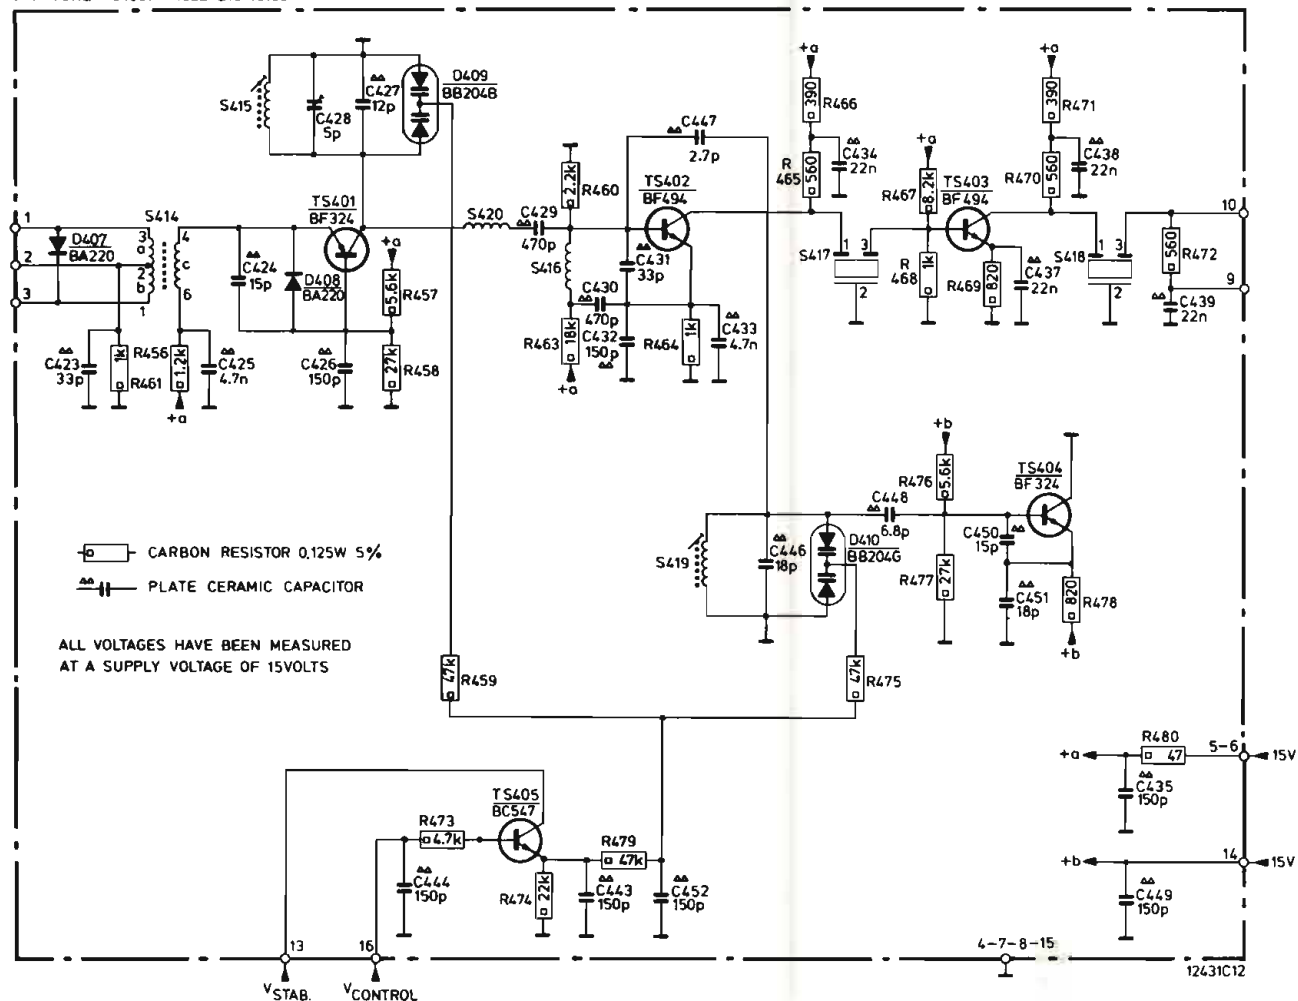 +a
+a
D409
BB204B
C427
12p
S415
C428
5p
390
R466
390
R471
C447
2.7p
+a
C434
22n
C438
22n
R
465
560
R470
560
2.2k
R460
TS402
BF494
R467
8.2k
TS403
BF494
TS401
BF324
1
S414
3
4
a
D407
BA220
2
2
c
b
3
1
6
S420
C429
470p
+a
C424
15p
D408
BA220
5.6k
R457
S416
C431
33p
C430
470p
S417
1
3
2
R
468
1k
R469
820
C437
22n
S418
1
3
2
10
560
R472
9
C439
22n
C423
33p
1k
R456
R461
1.2k
C425
4.7n
+a
C426
150p
27k
R458
R463
18k
+a
C432
150p
R464
1k
C433
4.7n
+b
R476
5.6k
TS404
BF324
C448
6.8p
S419
C446
18p
D410
BB204G
R477
27k
C450
15p
C451
18p
820
R478
+b
CARBON RESISTOR 0,125W 5%
PLATE CERAMIC CAPACITOR
ALL VOLTAGES HAVE BEEN MEASURED
AT A SUPPLY VOLTAGE OF 15VOLTS
47k
R459
47k
R475
+a
R480
47
5-6
15V
C435
150p
TS405
BC547
R473
4.7k
R479
47k
C444
150p
R474
22k
C443
150p
C452
150p
+b
14
15V
C449
150p
13
16
4-7-8-15
12431C12
VSTAB.
VCONTROL